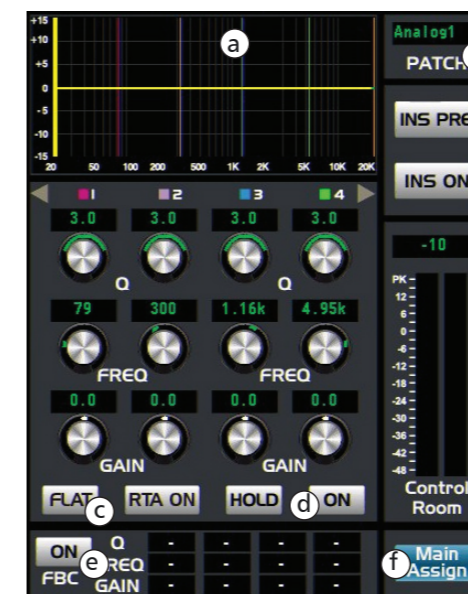 +15
+10
+5
0
-5
-10
-15
20 50 100 200 500 1K 2K 5K 10K 20K
a
1 2 3 4
3.0 3.0 3.0 3.0
Q Q
79 300 1.16k 4.95k
FREQ FREQ
0.0 0.0 0.0 0.0
GAIN GAIN
FLAT RTA ON HOLD ON
c d
ON
FBC
e
Q - - - -
REQ - - - -
GAIN - - - -
Analog1
PATCH
INS PRE
INS ON
-10
PK
12
6
0
-6
-12
-18
-24
-30
-36
-42
-48
Control
Room
f
Main
Assign